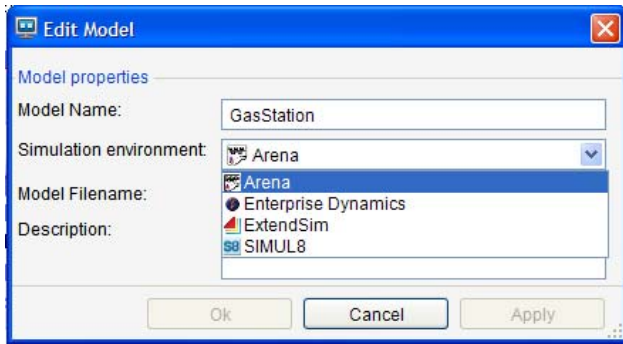 Edit Model
Model properties
Model Name: GasStation
Simulation environment: Arena
Arena
Model Filename:
Enterprise Dynamics
ExtendSim
Description:
SIMUL8
Ok Cancel Apply